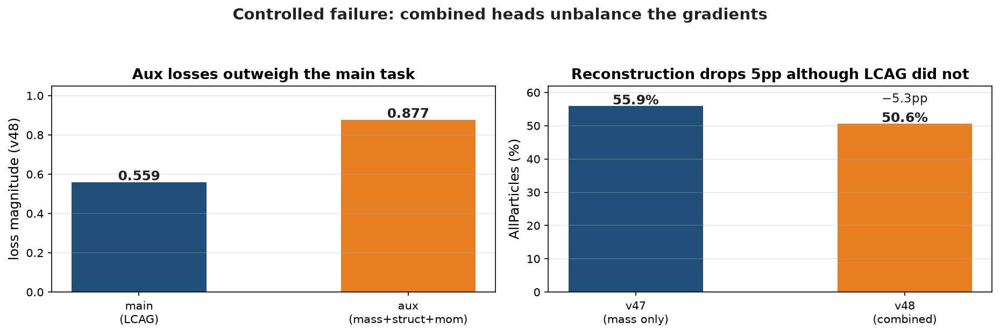 Controlled failure: combined heads unbalance the gradients
Aux losses outweigh the main task
loss magnitude (v48)
1.0
0.8
0.6
0.4
0.2
0.0
0.559
0.877
main
(LCAG)
aux
(mass+struct+mom)
Reconstruction drops 5pp although LCAG did not
AllParticles (%)
60
50
40
30
20
10
0
55.9%
−5.3pp
50.6%
v47
(mass only)
v48
(combined)